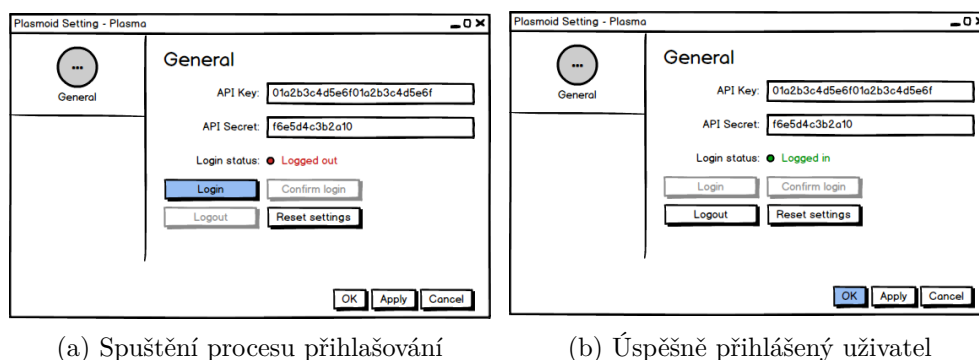 Plasmoid Setting - Plasma
...
General
General
API Key: 01a2b3c4d5e6f01a2b3c4d5e6f
API Secret: f6e5d4c3b2a10
Login status: Logged out
Login Confirm login
Logout Reset settings
OK Apply Cancel
(a) Spuštění procesu přihlašování
Plasmoid Setting - Plasma
...
General
General
API Key: 01a2b3c4d5e6f01a2b3c4d5e6f
API Secret: f6e5d4c3b2a10
Login status: Logged in
Login Confirm login
Logout Reset settings
OK Apply Cancel
(b) Úspěšně přihlášený uživatel